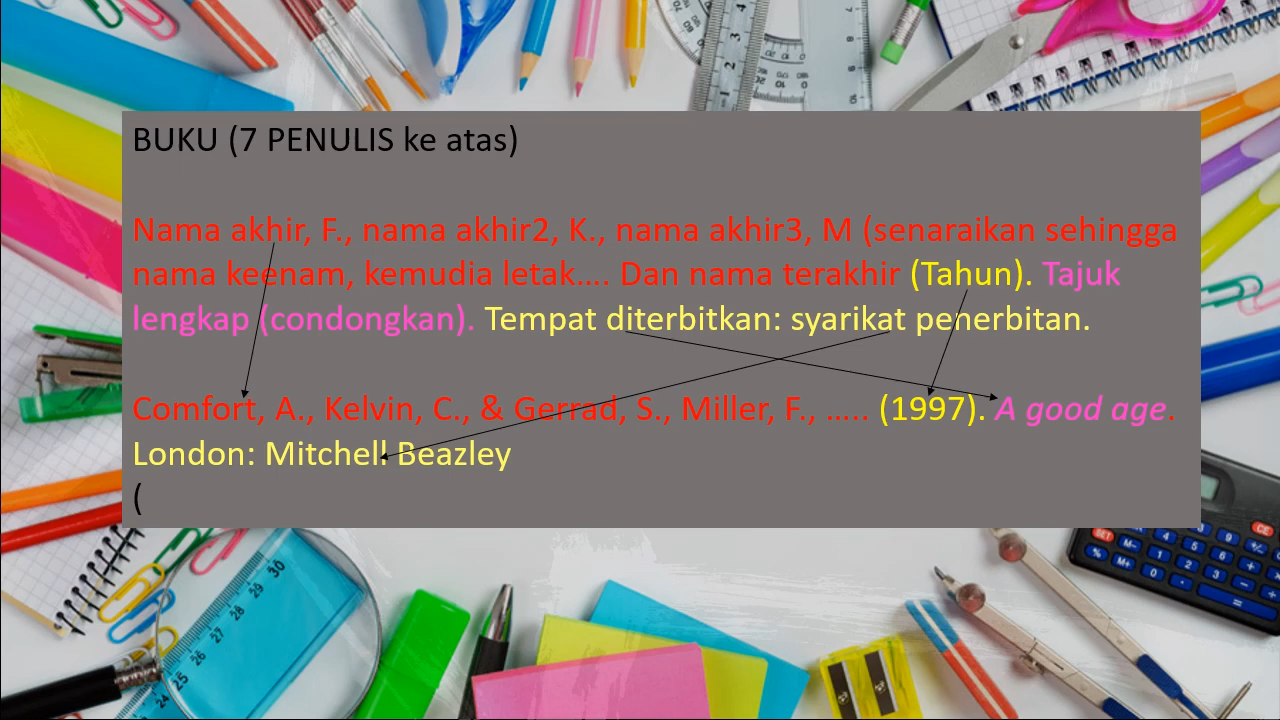 BUKU (7 PENULIS ke atas)
Nama akhir, F., nama akhir2, K., nama akhir3, M (senaraikan sehingga
nama keenam, kemudia letak.... Dan nama terakhir (Tahun). Tajuk
lengkap (condongkan). Tempat diterbitkan: syarikat penerbitan.
Comfort, A., Kelvin, C., & Gerrad, S., Miller, F., ..... (1997). A good age.
London: Mitchell Beazley
(